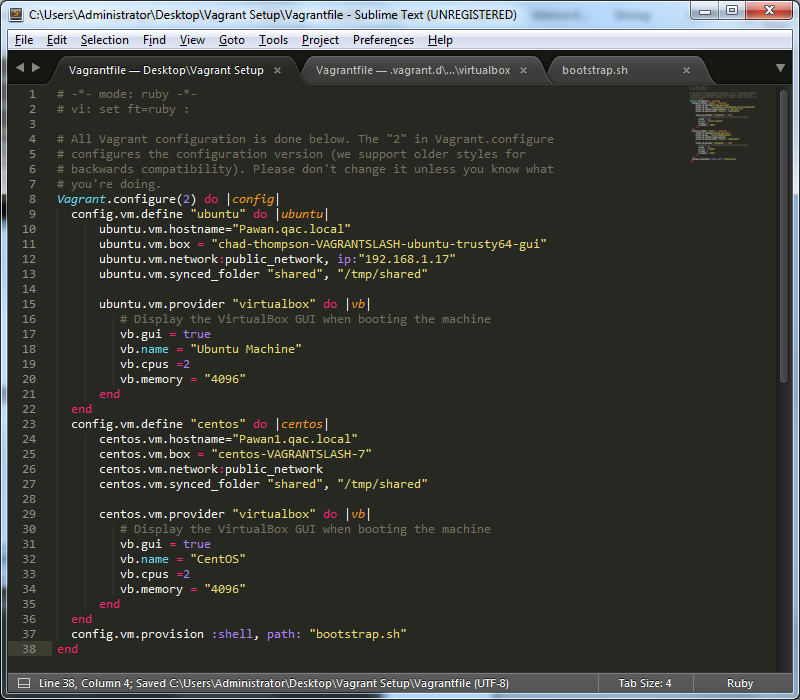 C:\Users\Administrator\Desktop\Vagrant Setup\Vagrantfile - Sublime Text (UNREGISTERED)
File Edit Selection Find View Goto Tools Project Preferences Help
Vagrantfile — Desktop\Vagrant Setup × Vagrantfile — .vagrant.d\...\virtualbox × bootstrap.sh ×
1 # -*- mode: ruby -*-
2 # vi: set ft=ruby :
3
4 # All Vagrant configuration is done below. The "2" in Vagrant.configure
5 # configures the configuration version (we support older styles for
6 # backwards compatibility). Please don't change it unless you know what
7 # you're doing.
8 Vagrant.configure(2) do |config|
9 config.vm.define "ubuntu" do |ubuntu|
10 ubuntu.vm.hostname="Pawan.qac.local"
11 ubuntu.vm.box = "chad-thompson-VAGRANTSLASH-ubuntu-trusty64-gui"
12 ubuntu.vm.network:public_network, ip:"192.168.1.17"
13 ubuntu.vm.synced_folder "shared", "/tmp/shared"
14
15 ubuntu.vm.provider "virtualbox" do |vb|
16 # Display the VirtualBox GUI when booting the machine
17 vb.gui = true
18 vb.name = "Ubuntu Machine"
19 vb.cpus =2
20 vb.memory = "4096"
21 end
22 end
23 config.vm.define "centos" do |centos|
24 centos.vm.hostname="Pawan1.qac.local"
25 centos.vm.box = "centos-VAGRANTSLASH-7"
26 centos.vm.network:public_network
27 centos.vm.synced_folder "shared", "/tmp/shared"
28
29 centos.vm.provider "virtualbox" do |vb|
30 # Display the VirtualBox GUI when booting the machine
31 vb.gui = true
32 vb.name = "CentOS"
33 vb.cpus =2
34 vb.memory = "4096"
35 end
36 end
37 config.vm.provision :shell, path: "bootstrap.sh"
38 end
Line 38, Column 4; Saved C:\Users\Administrator\Desktop\Vagrant Setup\Vagrantfile (UTF-8) Tab Size: 4 Ruby